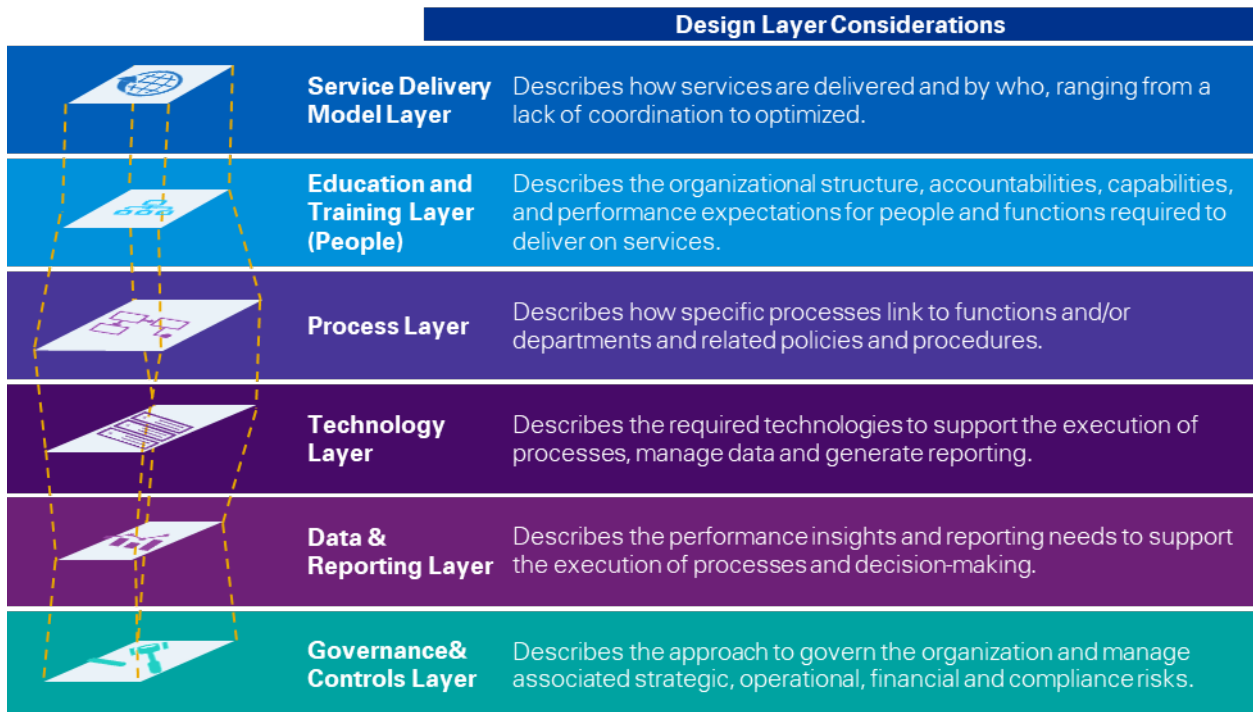 Design Layer Considerations
Service Delivery
Model Layer
Describes how services are delivered and by who, ranging from a
lack of coordination to optimized.
Education and
Training Layer
(People)
Describes the organizational structure, accountabilities, capabilities,
and performance expectations for people and functions required to
deliver on services.
Process Layer
Describes how specific processes link to functions and/or
departments and related policies and procedures.
Technology
Layer
Describes the required technologies to support the execution of
processes, manage data and generate reporting.
Data &
Reporting Layer
Describes the performance insights and reporting needs to support
the execution of processes and decision-making.
Governance&
Controls Layer
Describes the approach to govern the organization and manage
associated strategic, operational, financial and compliance risks.